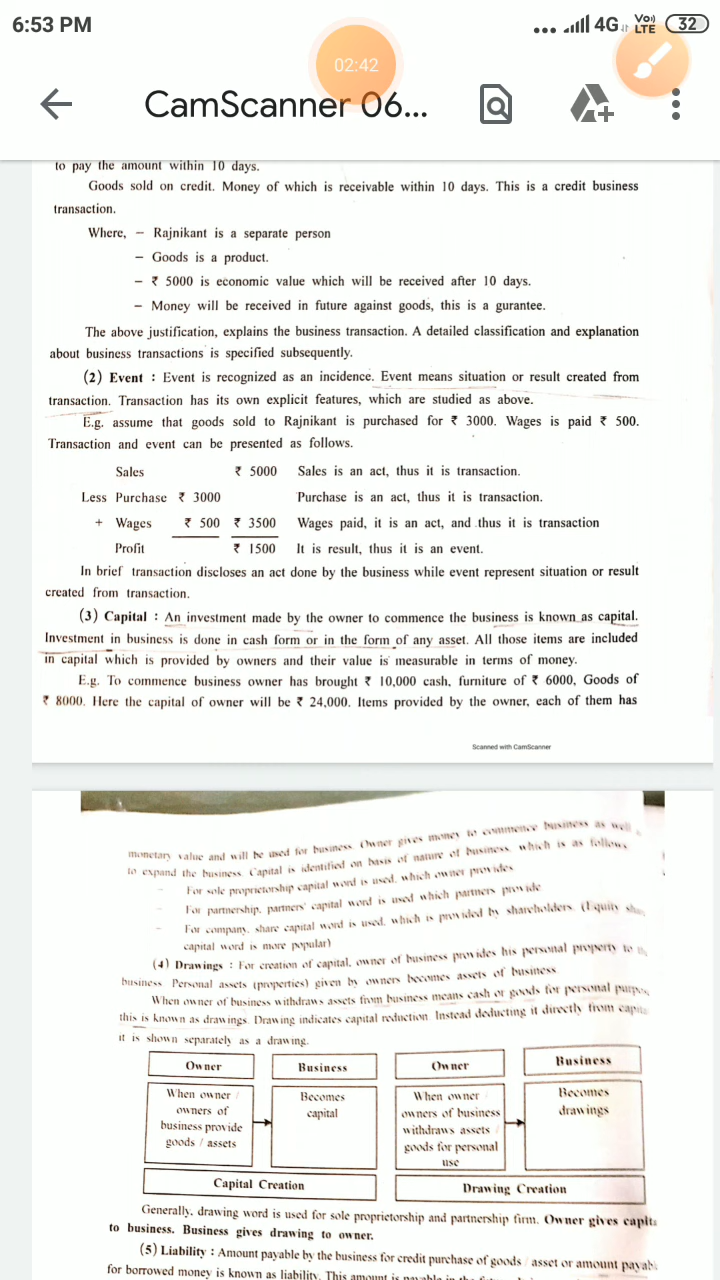 6:53 PM
4G Vo) LTE 32
02:42
CamScanner 06...
to pay the amount within 10 days.
Goods sold on credit. Money of which is receivable within 10 days. This is a credit business
transaction.
Where, – Rajnikant is a separate person
– Goods is a product.
– ₹ 5000 is economic value which will be received after 10 days.
– Money will be received in future against goods, this is a gurantee.
The above justification, explains the business transaction. A detailed classification and explanation
about business transactions is specified subsequently.
(2) Event : Event is recognized as an incidence. Event means situation or result created from
transaction. Transaction has its own explicit features, which are studied as above.
E.g. assume that goods sold to Rajnikant is purchased for ₹ 3000. Wages is paid ₹ 500.
Transaction and event can be presented as follows.
Sales ₹ 5000 Sales is an act, thus it is transaction.
Less Purchase ₹ 3000 Purchase is an act, thus it is transaction.
+ Wages ₹ 500 ₹ 3500 Wages paid, it is an act, and thus it is transaction
Profit ₹ 1500 It is result, thus it is an event.
In brief transaction discloses an act done by the business while event represent situation or result
created from transaction.
(3) Capital : An investment made by the owner to commence the business is known as capital.
Investment in business is done in cash form or in the form of any asset. All those items are included
in capital which is provided by owners and their value is measurable in terms of money.
E.g. To commence business owner has brought ₹ 10,000 cash, furniture of ₹ 6000, Goods of
₹ 8000. Here the capital of owner will be ₹ 24,000. Items provided by the owner, each of them has
Scanned with CamScanner
monetary value and will be used for business. Owner gives money to commence business as well
to expand the business. Capital is identified on basis of nature of business, which is as follows
– For sole proprietorship capital word is used, which owner provides
– For partnership, partners' capital word is used which partners provide
– For company, share capital word is used, which is provided by shareholders. (Equity
capital word is more popular)
(4) Drawings : For creation of capital, owner of business provides his personal property to
business. Personal assets (properties) given by owners becomes assets of business
When owner of business withdraws assets from business means cash or goods for personal
this is known as drawings. Drawing indicates capital reduction. Instead deducting it directly from
it is shown separately as a drawing.
Owner Business Owner Business
When owner / owners of business provide goods / assets
Becomes capital
When owner / owners of business withdraws assets / goods for personal use
Becomes drawings
Capital Creation Drawing Creation
Generally, drawing word is used for sole proprietorship and partnership firm. Owner gives
to business. Business gives drawing to owner.
(5) Liability : Amount payable by the business for credit purchase of goods / asset or amount
for borrowed money is known as liability. This amount is payable in the